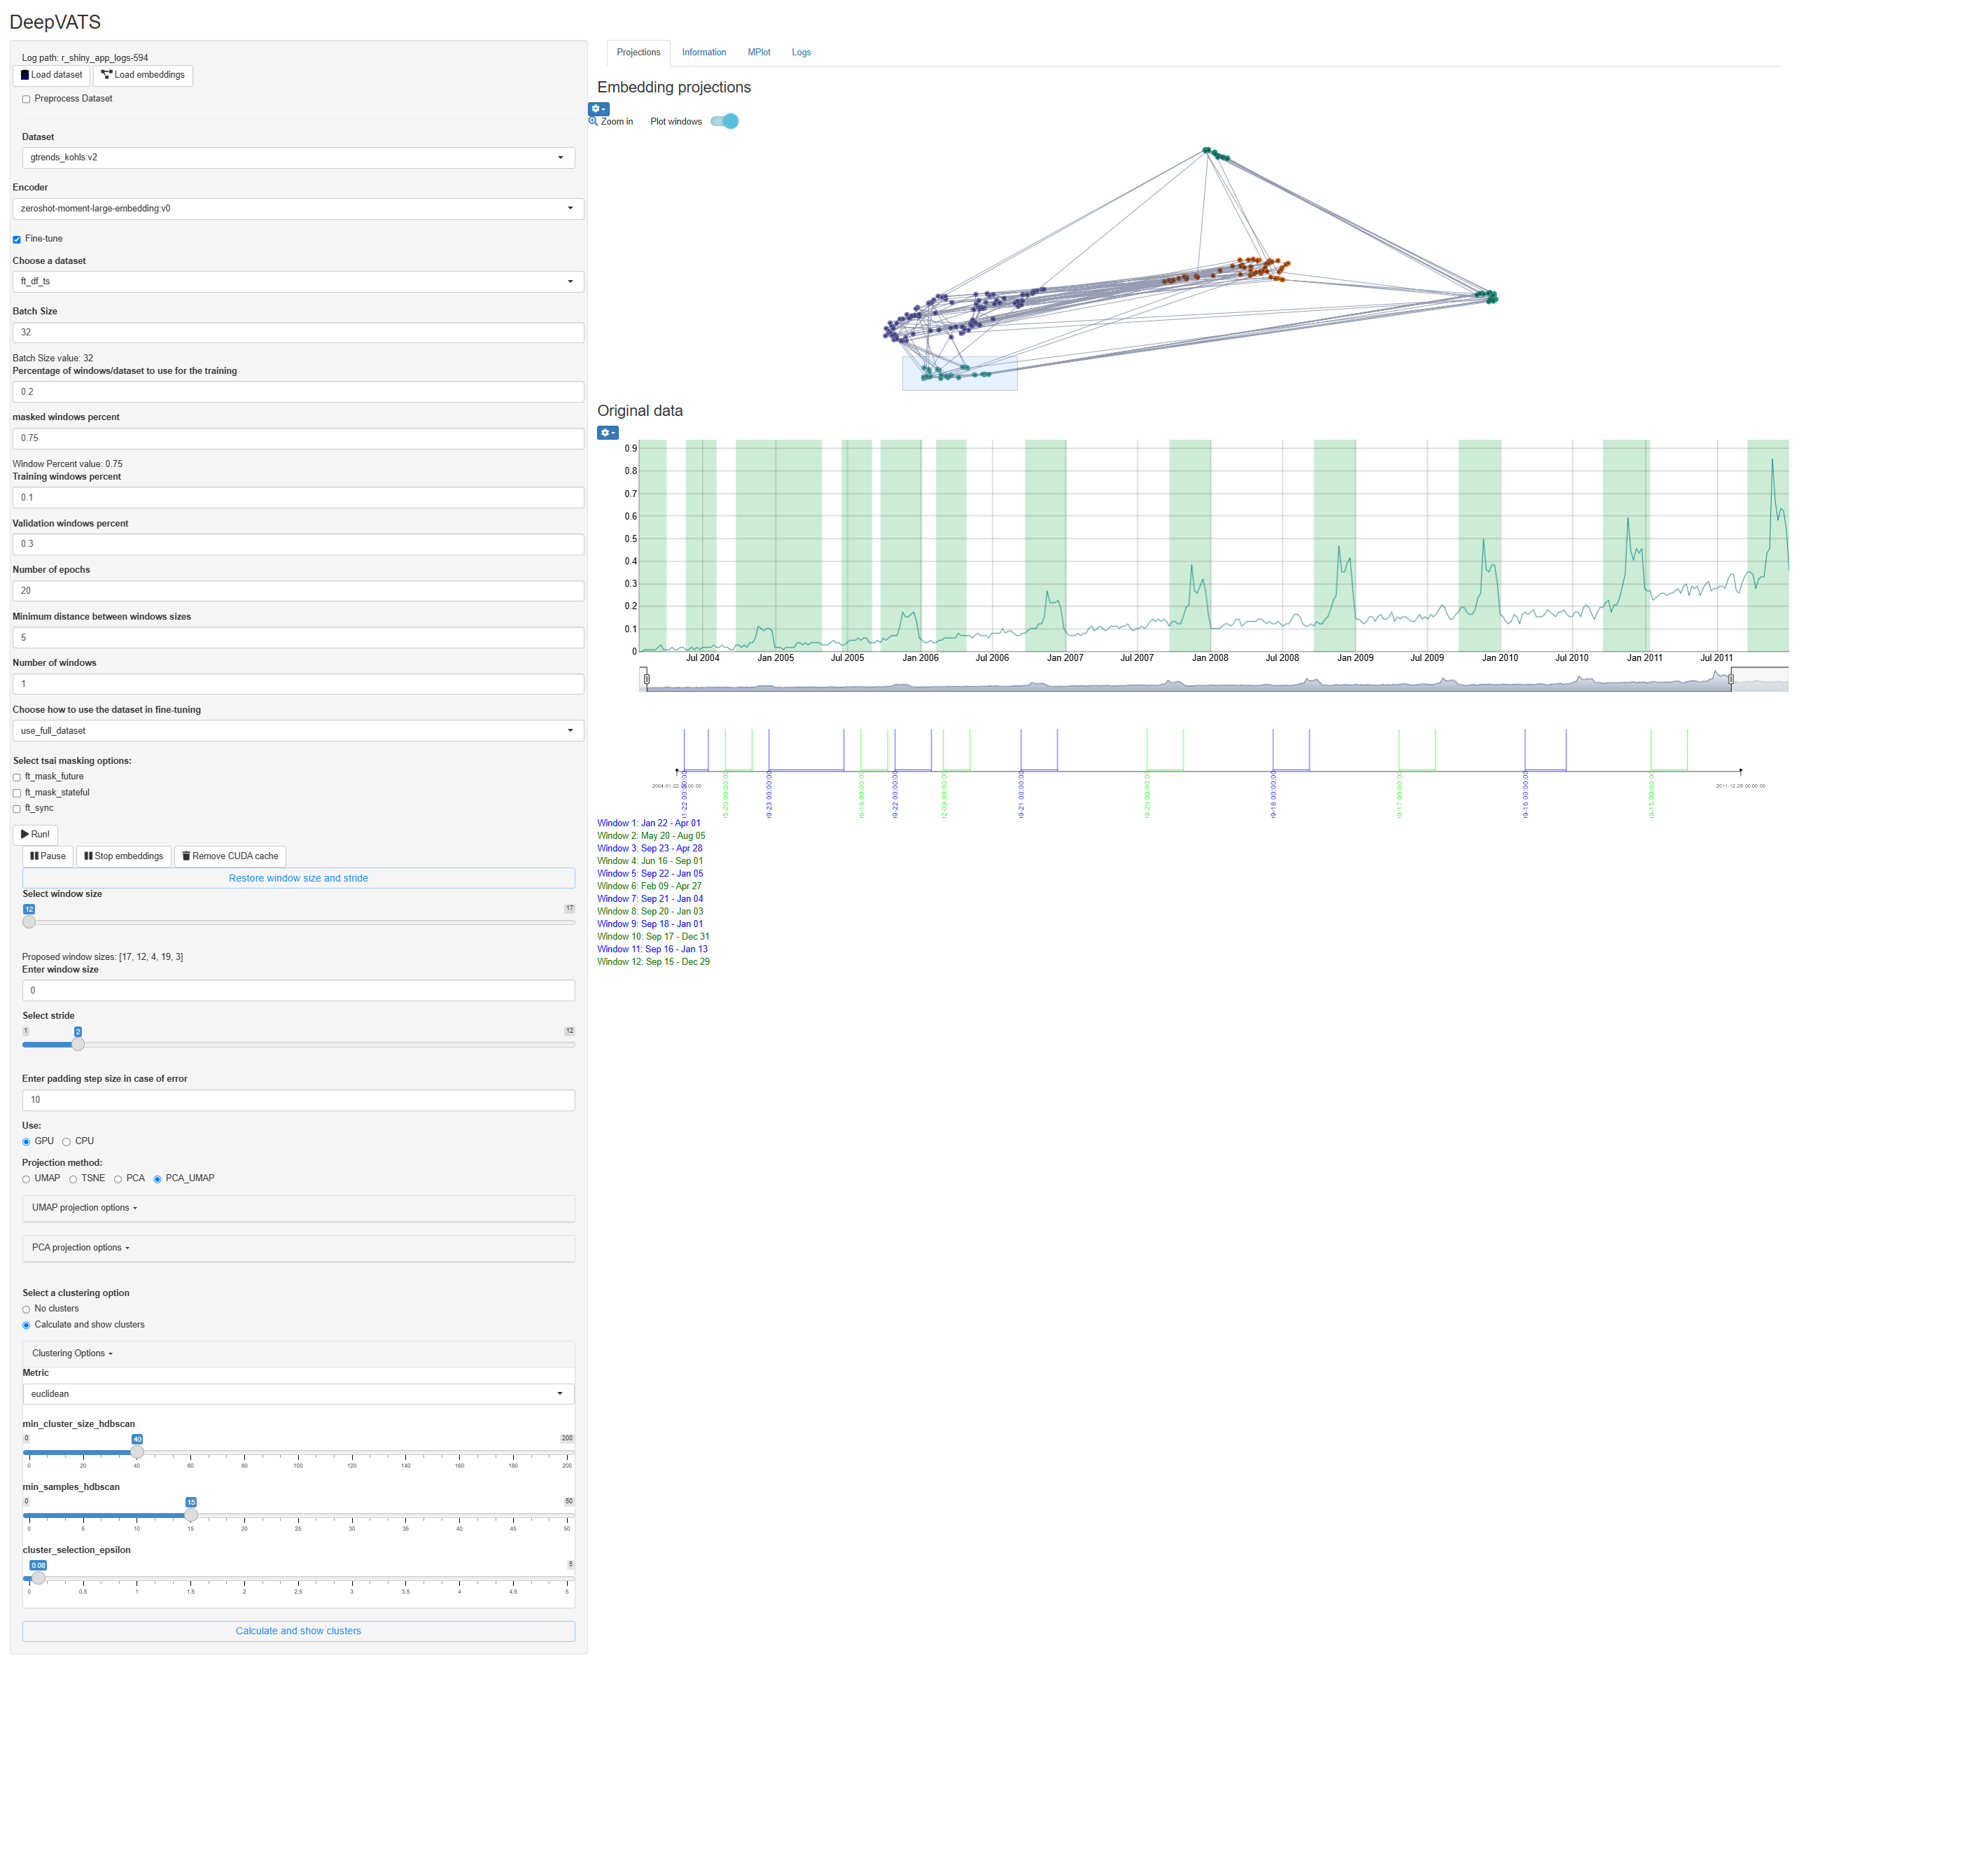 DeepVATS
Log path: r_shiny_app_logs-594
Load dataset
Load embeddings
Preprocess Dataset
Dataset
gtrends_kohls:v2
Encoder
zeroshot-moment-large-embedding:v0
Fine-tune
Choose a dataset
ft_df_ts
Batch Size
32
Batch Size value: 32
Percentage of windows/dataset to use for the training
0.2
masked windows percent
0.75
Window Percent value: 0.75
Training windows percent
0.1
Validation windows percent
0.3
Number of epochs
20
Minimum distance between windows sizes
5
Number of windows
1
Choose how to use the dataset in fine-tuning
use_full_dataset
Select tsai masking options:
ft_mask_future
ft_mask_stateful
ft_sync
Run!
Pause
Stop embeddings
Remove CUDA cache
Restore window size and stride
Select window size
12
17
Proposed window sizes: [17, 12, 4, 19, 3]
Enter window size
0
Select stride
1
2
12
Enter padding step size in case of error
10
Use:
GPU CPU
Projection method:
UMAP TSNE PCA PCA_UMAP
UMAP projection options
PCA projection options
Select a clustering option
No clusters
Calculate and show clusters
Clustering Options
Metric
euclidean
min_cluster_size_hdbscan
0 40 200
0 20 40 60 80 100 120 140 160 180 200
min_samples_hdbscan
0 15 50
0 5 10 15 20 25 30 35 40 45 50
cluster_selection_epsilon
0.08 5
0 0.5 1 1.5 2 2.5 3 3.5 4 4.5 5
Calculate and show clusters
Projections Information MPlot Logs
Embedding projections
Zoom in
Plot windows
Original data
0.9
0.8
0.7
0.6
0.5
0.4
0.3
0.2
0.1
0
Jul 2004 Jan 2005 Jul 2005 Jan 2006 Jul 2006 Jan 2007 Jul 2007 Jan 2008 Jul 2008 Jan 2009 Jul 2009 Jan 2010 Jul 2010 Jan 2011 Jul 2011
2004-01-22 00:00:00
2011-12-29 00:00:00
Window 1: Jan 22 - Apr 01
Window 2: May 20 - Aug 05
Window 3: Sep 23 - Apr 28
Window 4: Jun 16 - Sep 01
Window 5: Sep 22 - Jan 05
Window 6: Feb 09 - Apr 27
Window 7: Sep 21 - Jan 04
Window 8: Sep 20 - Jan 03
Window 9: Sep 18 - Jan 01
Window 10: Sep 17 - Dec 31
Window 11: Sep 16 - Jan 13
Window 12: Sep 15 - Dec 29